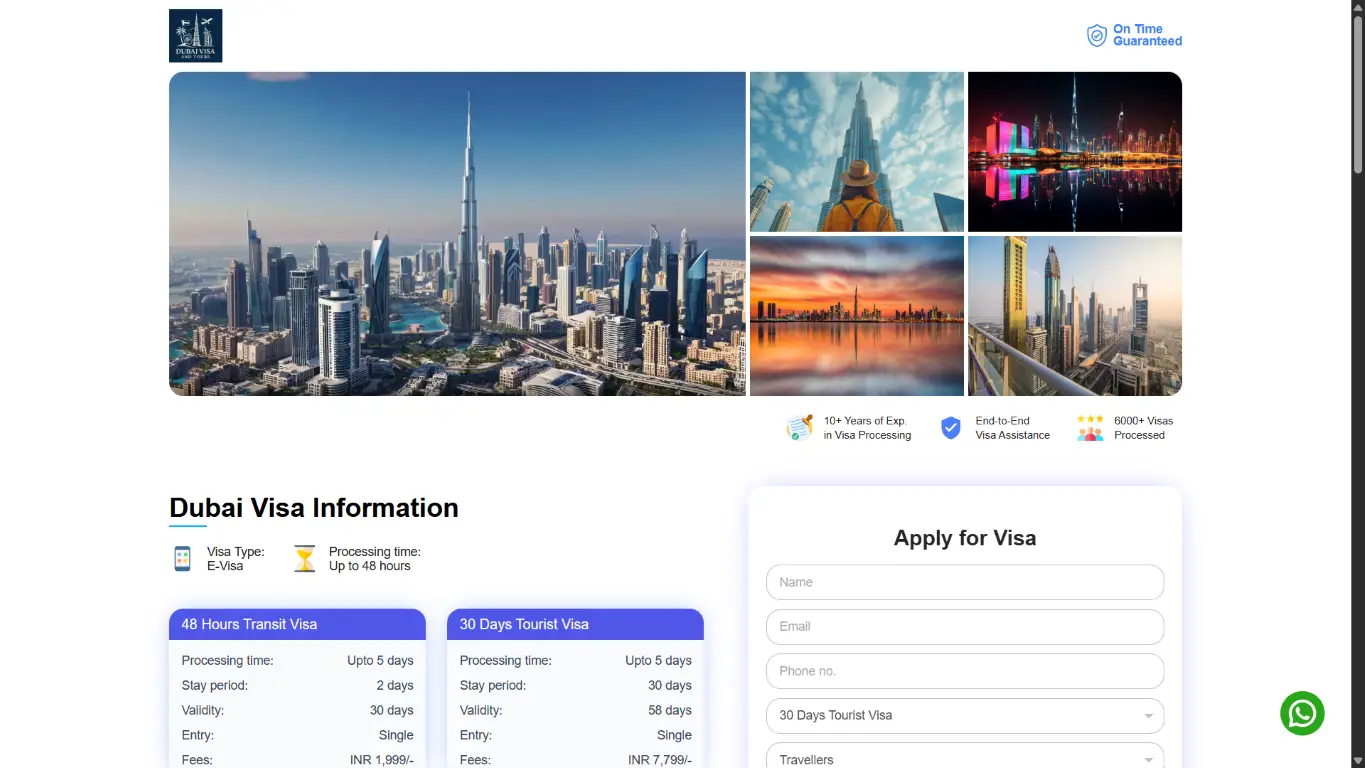 DUBAI VISA
AND TOURS
On Time
Guaranteed
10+ Years of Exp.
in Visa Processing
End-to-End
Visa Assistance
6000+ Visas
Processed
Dubai Visa Information
Visa Type:
E-Visa
Processing time:
Up to 48 hours
48 Hours Transit Visa
Processing time: Upto 5 days
Stay period: 2 days
Validity: 30 days
Entry: Single
Fees: INR 1,999/-
30 Days Tourist Visa
Processing time: Upto 5 days
Stay period: 30 days
Validity: 58 days
Entry: Single
Fees: INR 7,799/-
Apply for Visa
Name
Email
Phone no.
30 Days Tourist Visa
Travellers